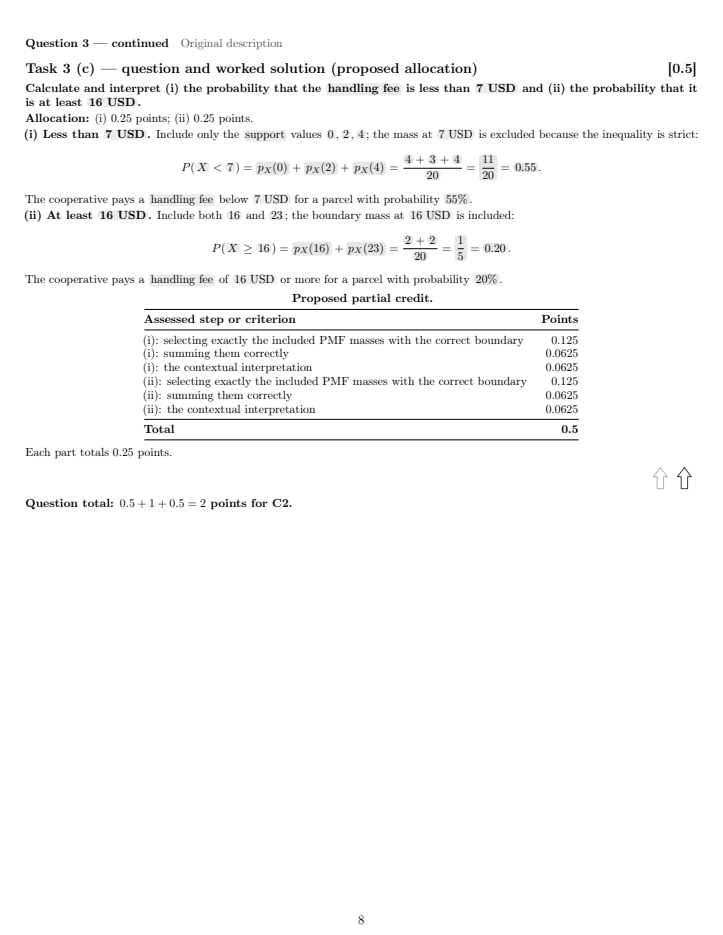 Question 3 — continued Original description
Task 3 (c) — question and worked solution (proposed allocation) [0.5]
Calculate and interpret (i) the probability that the handling fee is less than 7 USD and (ii) the probability that it
is at least 16 USD.
Allocation: (i) 0.25 points; (ii) 0.25 points.
(i) Less than 7 USD. Include only the support values 0, 2, 4; the mass at 7 USD is excluded because the inequality is strict:
P(X < 7) = p_X(0) + p_X(2) + p_X(4) = (4 + 3 + 4)/20 = 11/20 = 0.55.
The cooperative pays a handling fee below 7 USD for a parcel with probability 55%.
(ii) At least 16 USD. Include both 16 and 23; the boundary mass at 16 USD is included:
P(X ≥ 16) = p_X(16) + p_X(23) = (2 + 2)/20 = 1/5 = 0.20.
The cooperative pays a handling fee of 16 USD or more for a parcel with probability 20%.
Proposed partial credit.
Assessed step or criterion Points
(i): selecting exactly the included PMF masses with the correct boundary 0.125
(i): summing them correctly 0.0625
(i): the contextual interpretation 0.0625
(ii): selecting exactly the included PMF masses with the correct boundary 0.125
(ii): summing them correctly 0.0625
(ii): the contextual interpretation 0.0625
Total 0.5
Each part totals 0.25 points.
Question total: 0.5 + 1 + 0.5 = 2 points for C2.
8